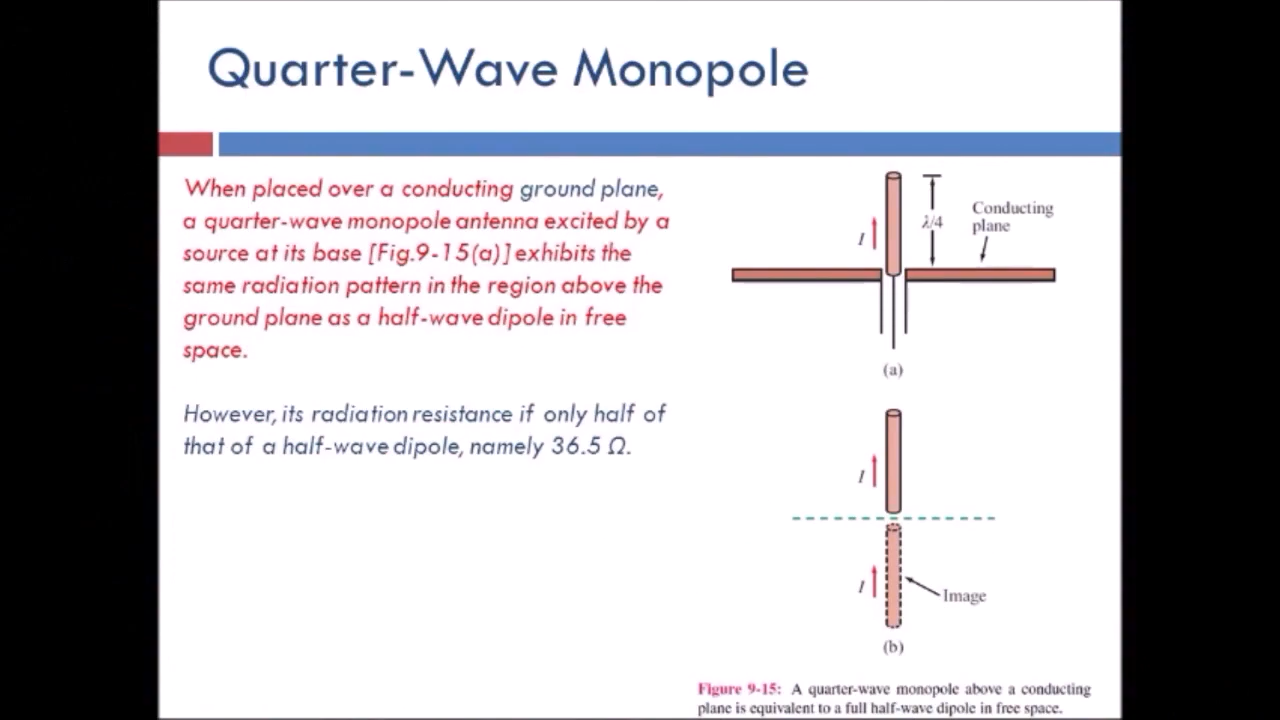 Quarter-Wave Monopole
When placed over a conducting ground plane,
a quarter-wave monopole antenna excited by a
source at its base [Fig.9-15(a)] exhibits the
same radiation pattern in the region above the
ground plane as a half-wave dipole in free
space.
However, its radiation resistance if only half of
that of a half-wave dipole, namely 36.5 Ω.
I
λ/4
Conducting
plane
(a)
I
I
Image
(b)
Figure 9-15: A quarter-wave monopole above a conducting
plane is equivalent to a full half-wave dipole in free space.